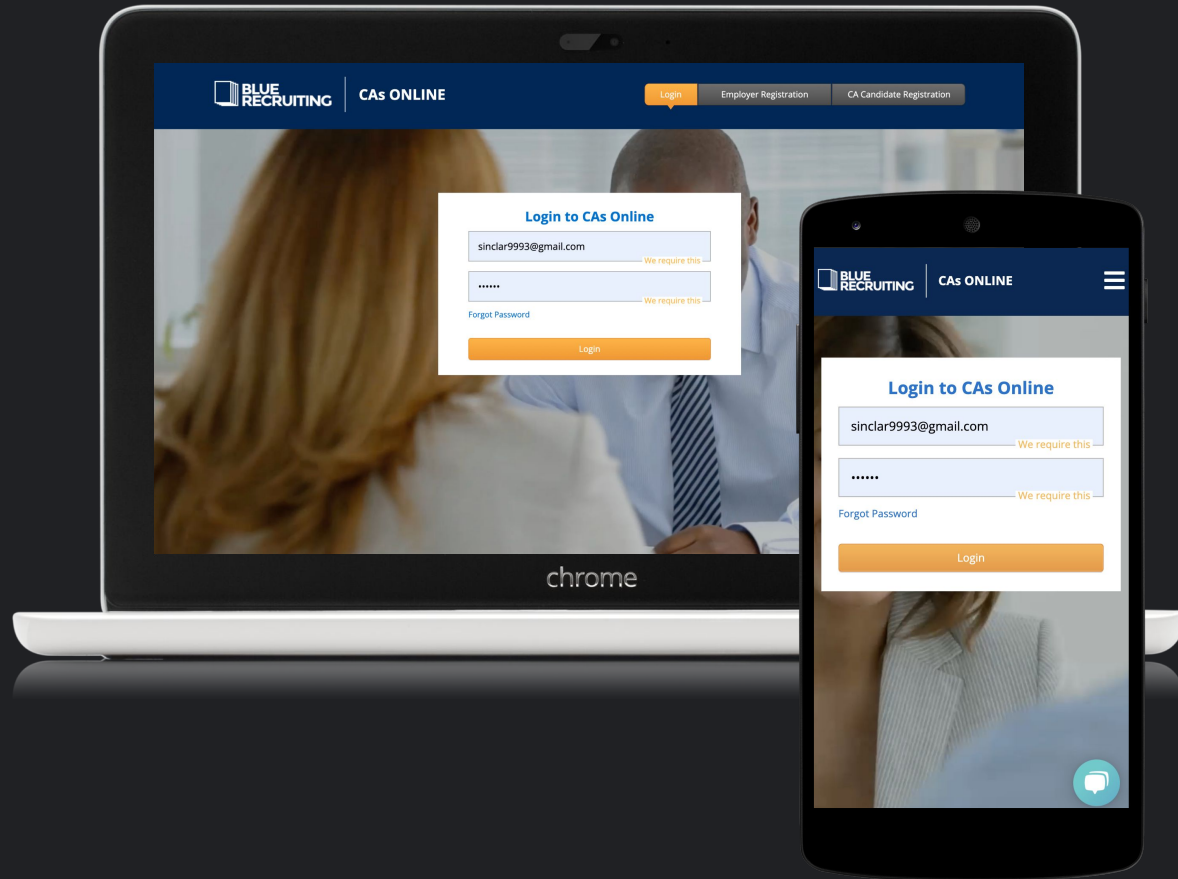 BLUE
RECRUITING
CAs ONLINE
Login
Employer Registration
CA Candidate Registration
Login to CAs Online
sinclar9993@gmail.com
We require this
••••••
We require this
Forgot Password
Login
chrome
BLUE
RECRUITING
CAs ONLINE
Login to CAs Online
sinclar9993@gmail.com
We require this
••••••
We require this
Forgot Password
Login